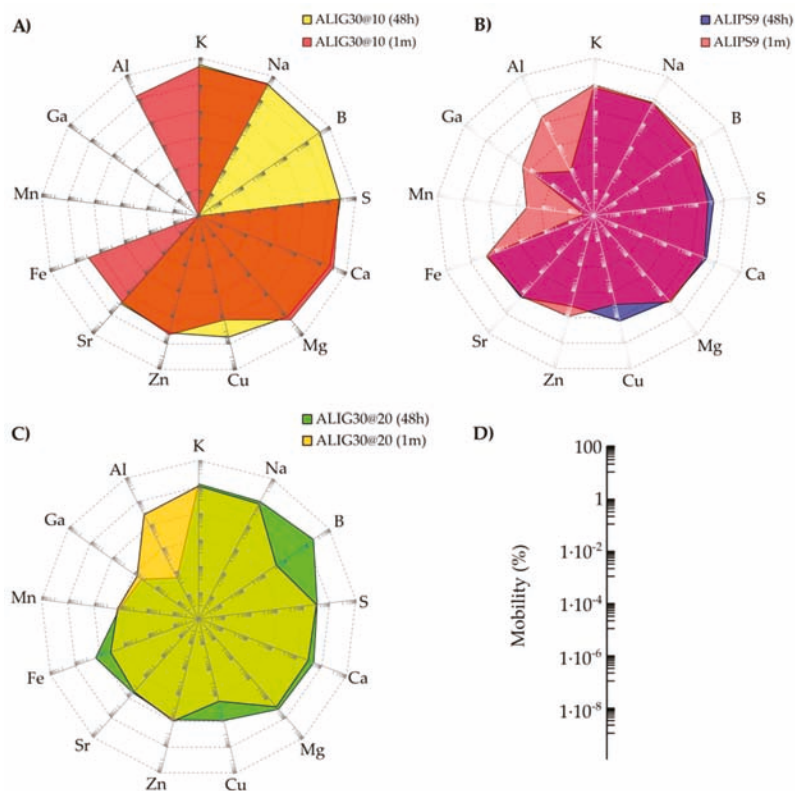 A)
ALIG30@10 (48h)
ALIG30@10 (1m)
K
Na
B
S
Ca
Mg
Cu
Zn
Sr
Fe
Mn
Ga
Al
B)
ALIPS9 (48h)
ALIPS9 (1m)
K
Na
B
S
Ca
Mg
Cu
Zn
Sr
Fe
Mn
Ga
Al
C)
ALIG30@20 (48h)
ALIG30@20 (1m)
K
Na
B
S
Ca
Mg
Cu
Zn
Sr
Fe
Mn
Ga
Al
D)
Mobility (%)
100
1
1·10⁻²
1·10⁻⁴
1·10⁻⁶
1·10⁻⁸